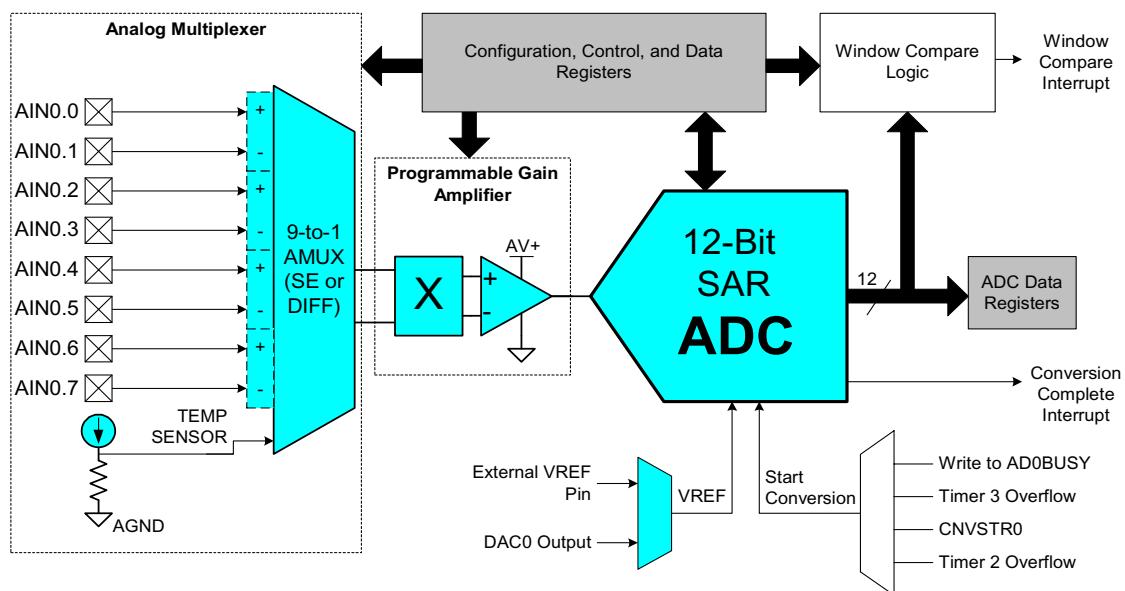 Analog Multiplexer
AIN0.0
AIN0.1
AIN0.2
AIN0.3
AIN0.4
AIN0.5
AIN0.6
AIN0.7
+
-
+
-
+
-
+
-
9-to-1
AMUX
(SE or
DIFF)
TEMP
SENSOR
AGND
Configuration, Control, and Data
Registers
Window Compare
Logic
Window
Compare
Interrupt
Programmable Gain
Amplifier
X
+
-
AV+
12-Bit
SAR
ADC
12
ADC Data
Registers
Conversion
Complete
Interrupt
External VREF
Pin
DAC0 Output
VREF
Start
Conversion
Write to AD0BUSY
Timer 3 Overflow
CNVSTR0
Timer 2 Overflow